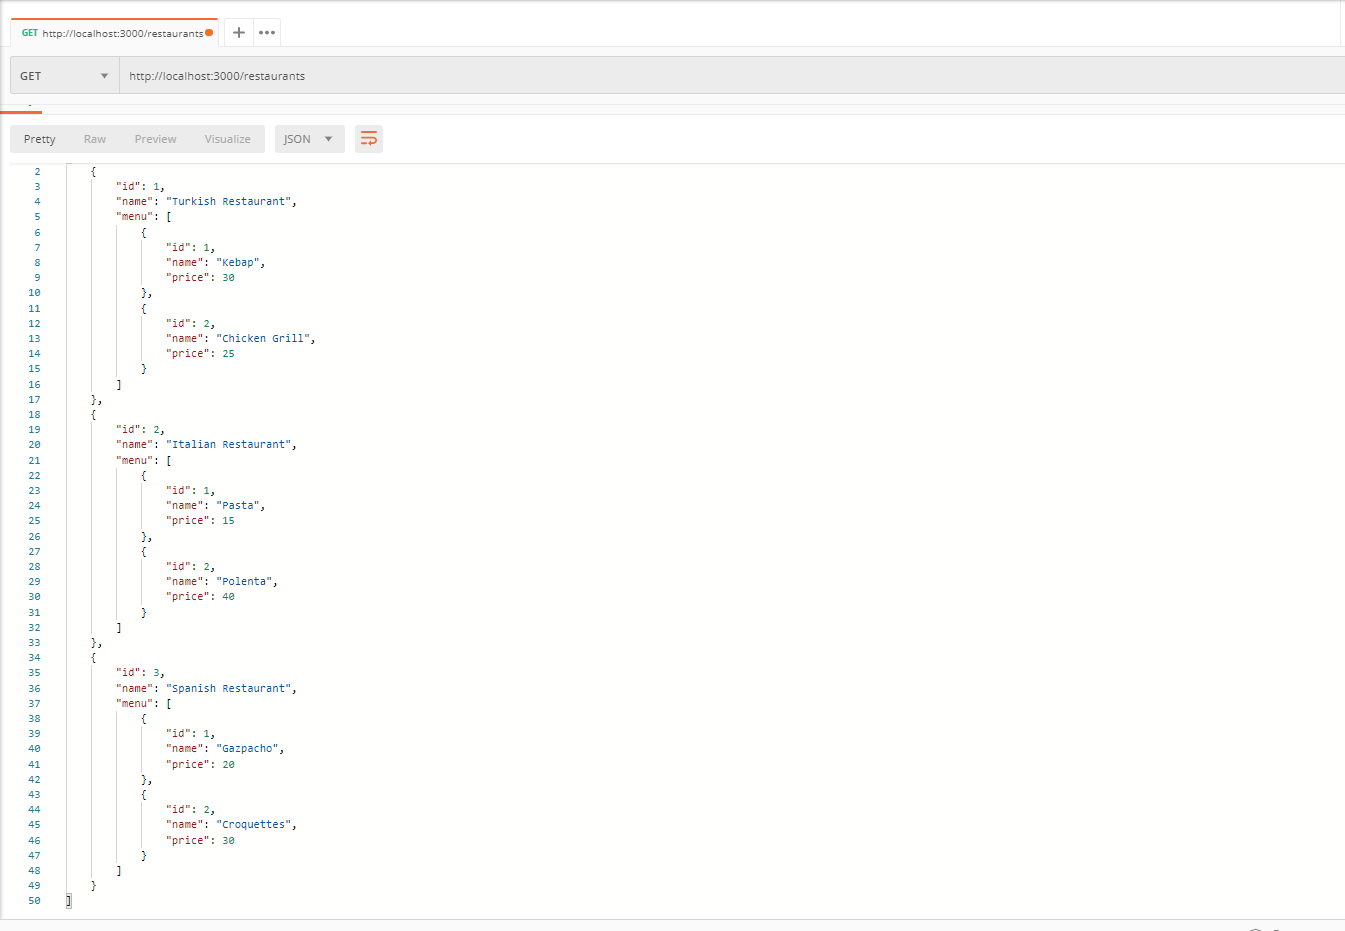 GET http://localhost:3000/restaurants
GET http://localhost:3000/restaurants
Pretty Raw Preview Visualize JSON
2 {
3 "id": 1,
4 "name": "Turkish Restaurant",
5 "menu": [
6 {
7 "id": 1,
8 "name": "Kebap",
9 "price": 30
10 },
11 {
12 "id": 2,
13 "name": "Chicken Grill",
14 "price": 25
15 }
16 ]
17 },
18 {
19 "id": 2,
20 "name": "Italian Restaurant",
21 "menu": [
22 {
23 "id": 1,
24 "name": "Pasta",
25 "price": 15
26 },
27 {
28 "id": 2,
29 "name": "Polenta",
30 "price": 40
31 }
32 ]
33 },
34 {
35 "id": 3,
36 "name": "Spanish Restaurant",
37 "menu": [
38 {
39 "id": 1,
40 "name": "Gazpacho",
41 "price": 20
42 },
43 {
44 "id": 2,
45 "name": "Croquettes",
46 "price": 30
47 }
48 ]
49 }
50 ]